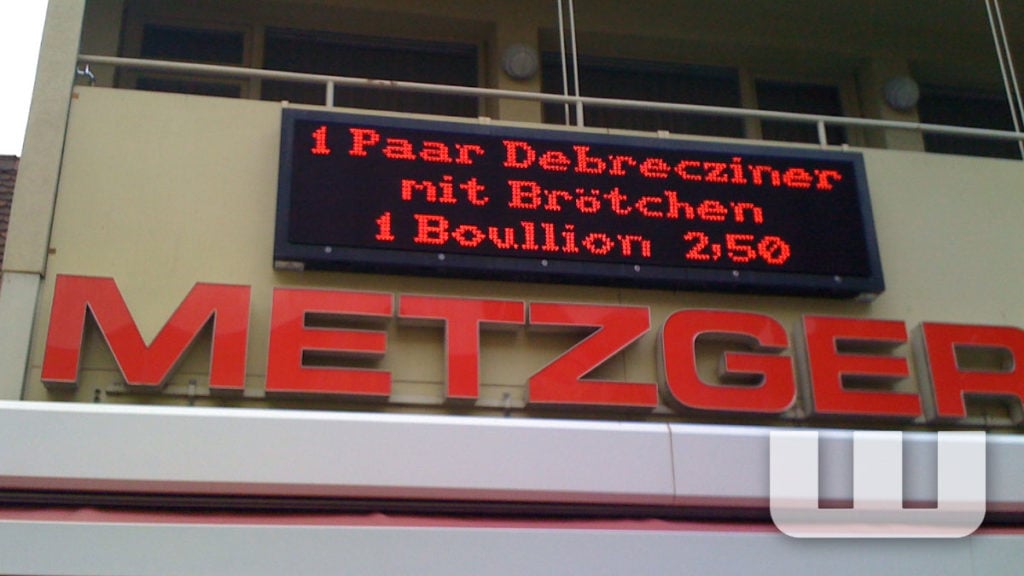 1 Paar Debrecziner
mit Brötchen
1 Boullion 2,50
METZGER
W